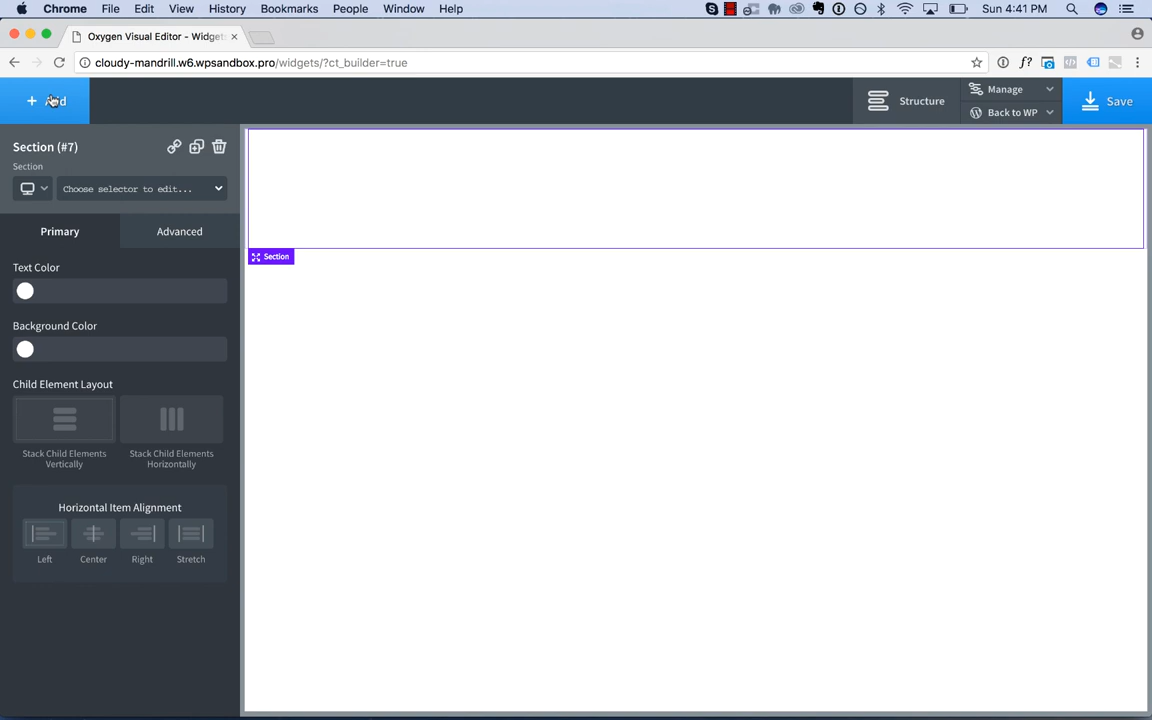 Chrome File Edit View History Bookmarks People Window Help Sun 4:41 PM
Oxygen Visual Editor - Widget
cloudy-mandrill.w6.wpsandbox.pro/widgets/?ct_builder=true
+ Add Structure Manage Back to WP Save
Section (#7)
Section
Choose selector to edit...
Primary Advanced
Section
Text Color
Background Color
Child Element Layout
Stack Child Elements Vertically
Stack Child Elements Horizontally
Horizontal Item Alignment
Left Center Right Stretch